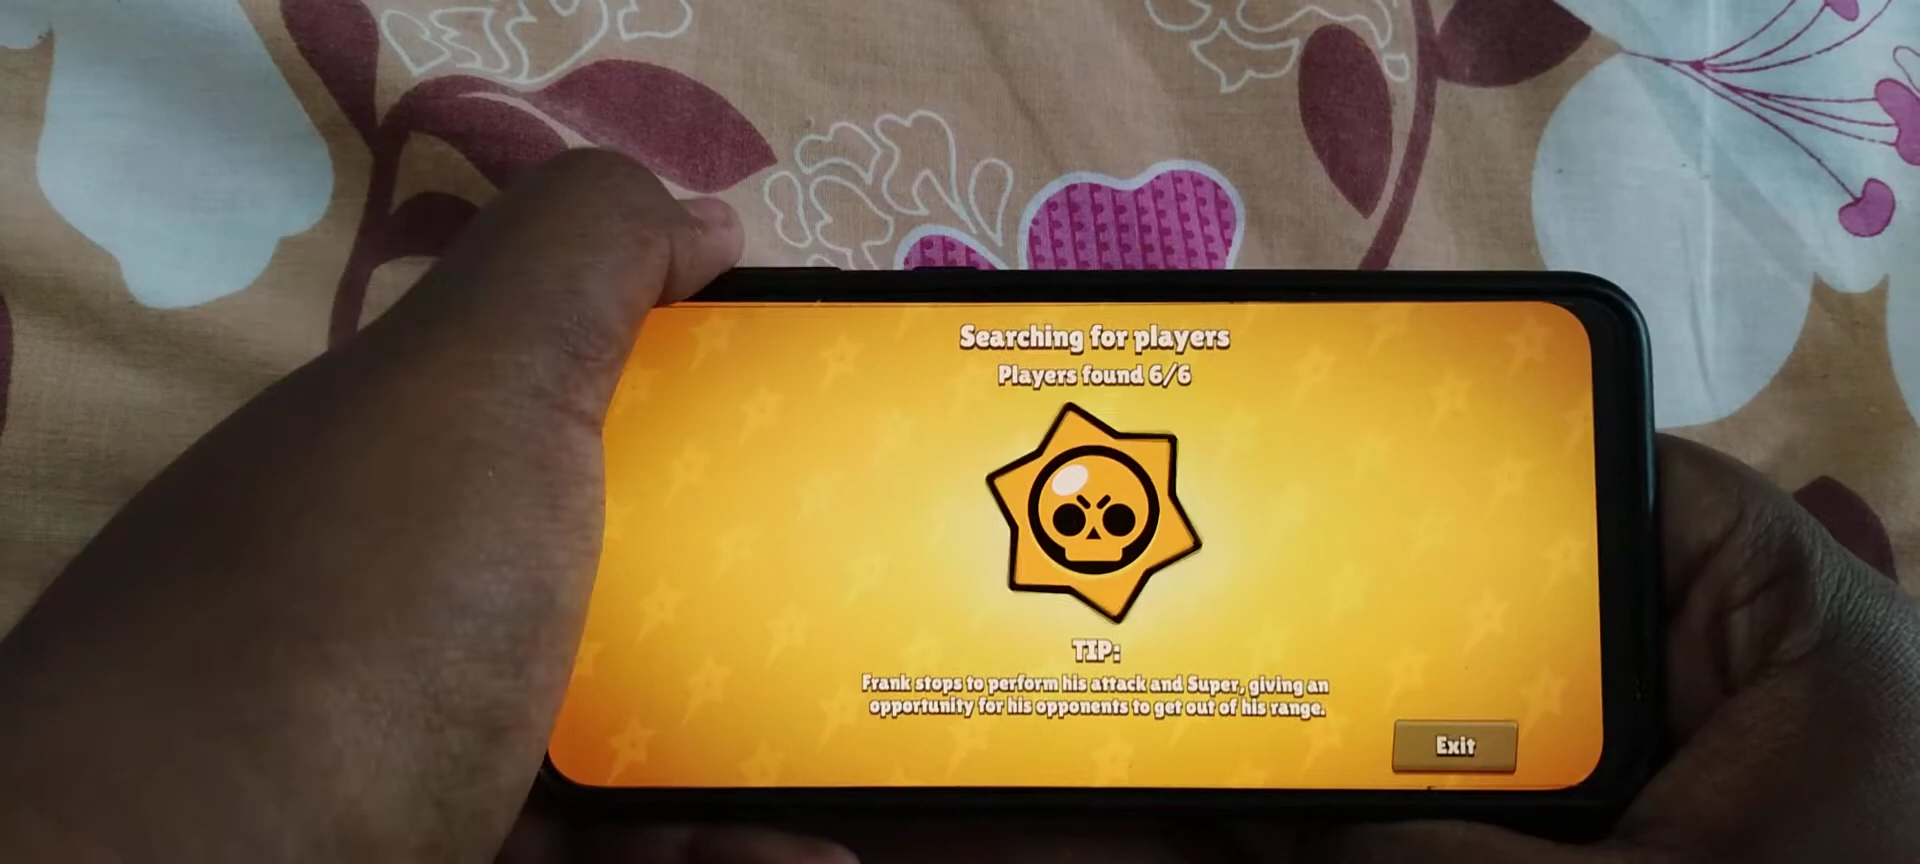 Searching for players
Players found 6/6
TIP:
Frank stops to perform his attack and Super, giving an
opportunity for his opponents to get out of his range.
Exit